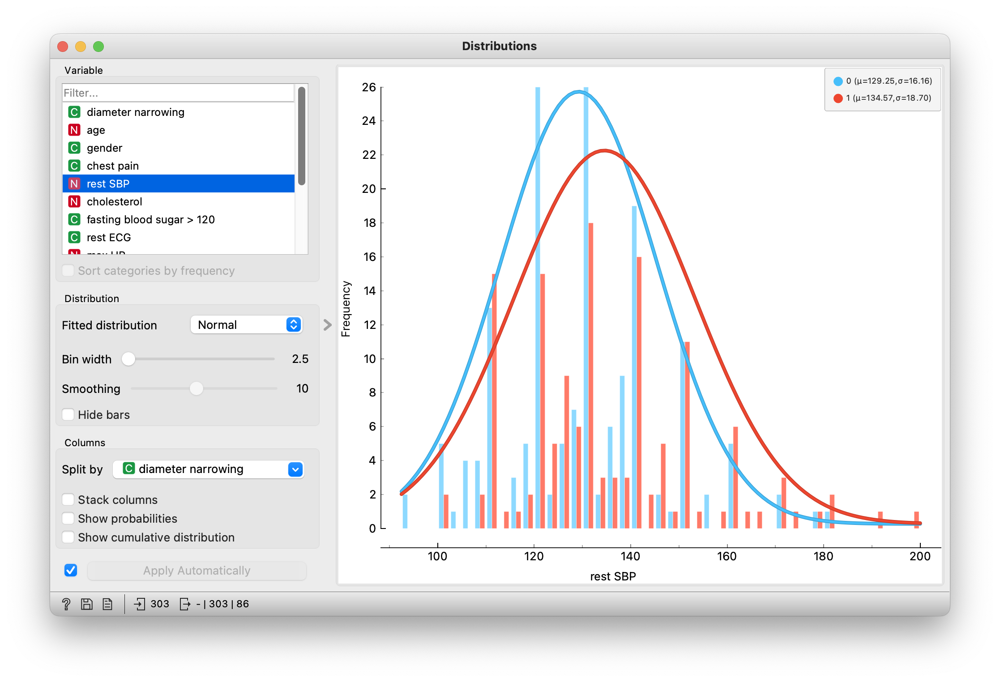 Distributions
Variable
Filter...
C diameter narrowing
N age
C gender
C chest pain
N rest SBP
N cholesterol
C fasting blood sugar > 120
C rest ECG
Sort categories by frequency
Distribution
Fitted distribution Normal
Bin width 2.5
Smoothing 10
Hide bars
Columns
Split by C diameter narrowing
Stack columns
Show probabilities
Show cumulative distribution
Apply Automatically
? 303 - | 303 | 86
0 (μ=129.25,σ=16.16)
1 (μ=134.57,σ=18.70)
26
24
22
20
18
16
14
12
10
8
6
4
2
0
Frequency
100 120 140 160 180 200
rest SBP